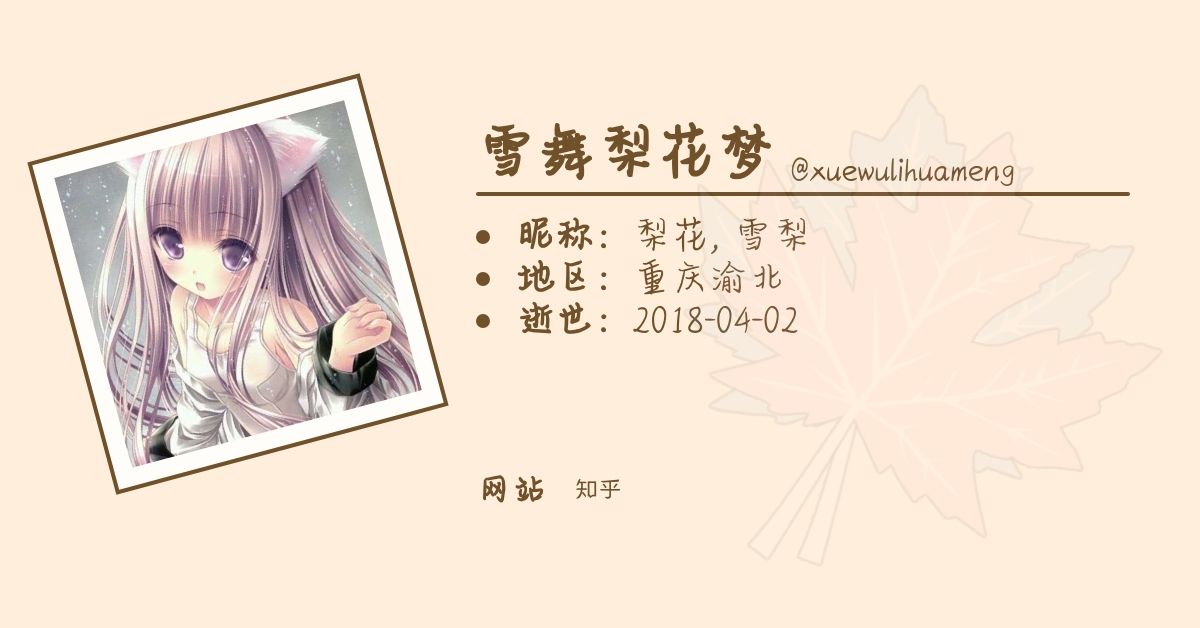 雪舞梨花梦 @xuewulihuameng
• 昵称： 梨花, 雪梨
• 地区： 重庆渝北
• 逝世： 2018-04-02
网站 知乎